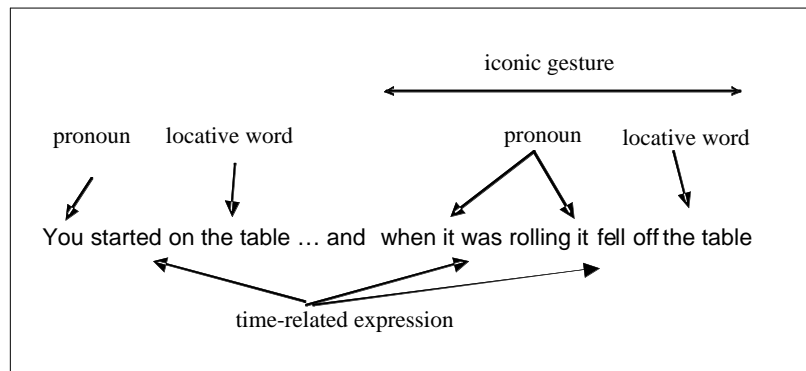 iconic gesture
pronoun locative word pronoun locative word
You started on the table … and when it was rolling it fell off the table
time-related expression